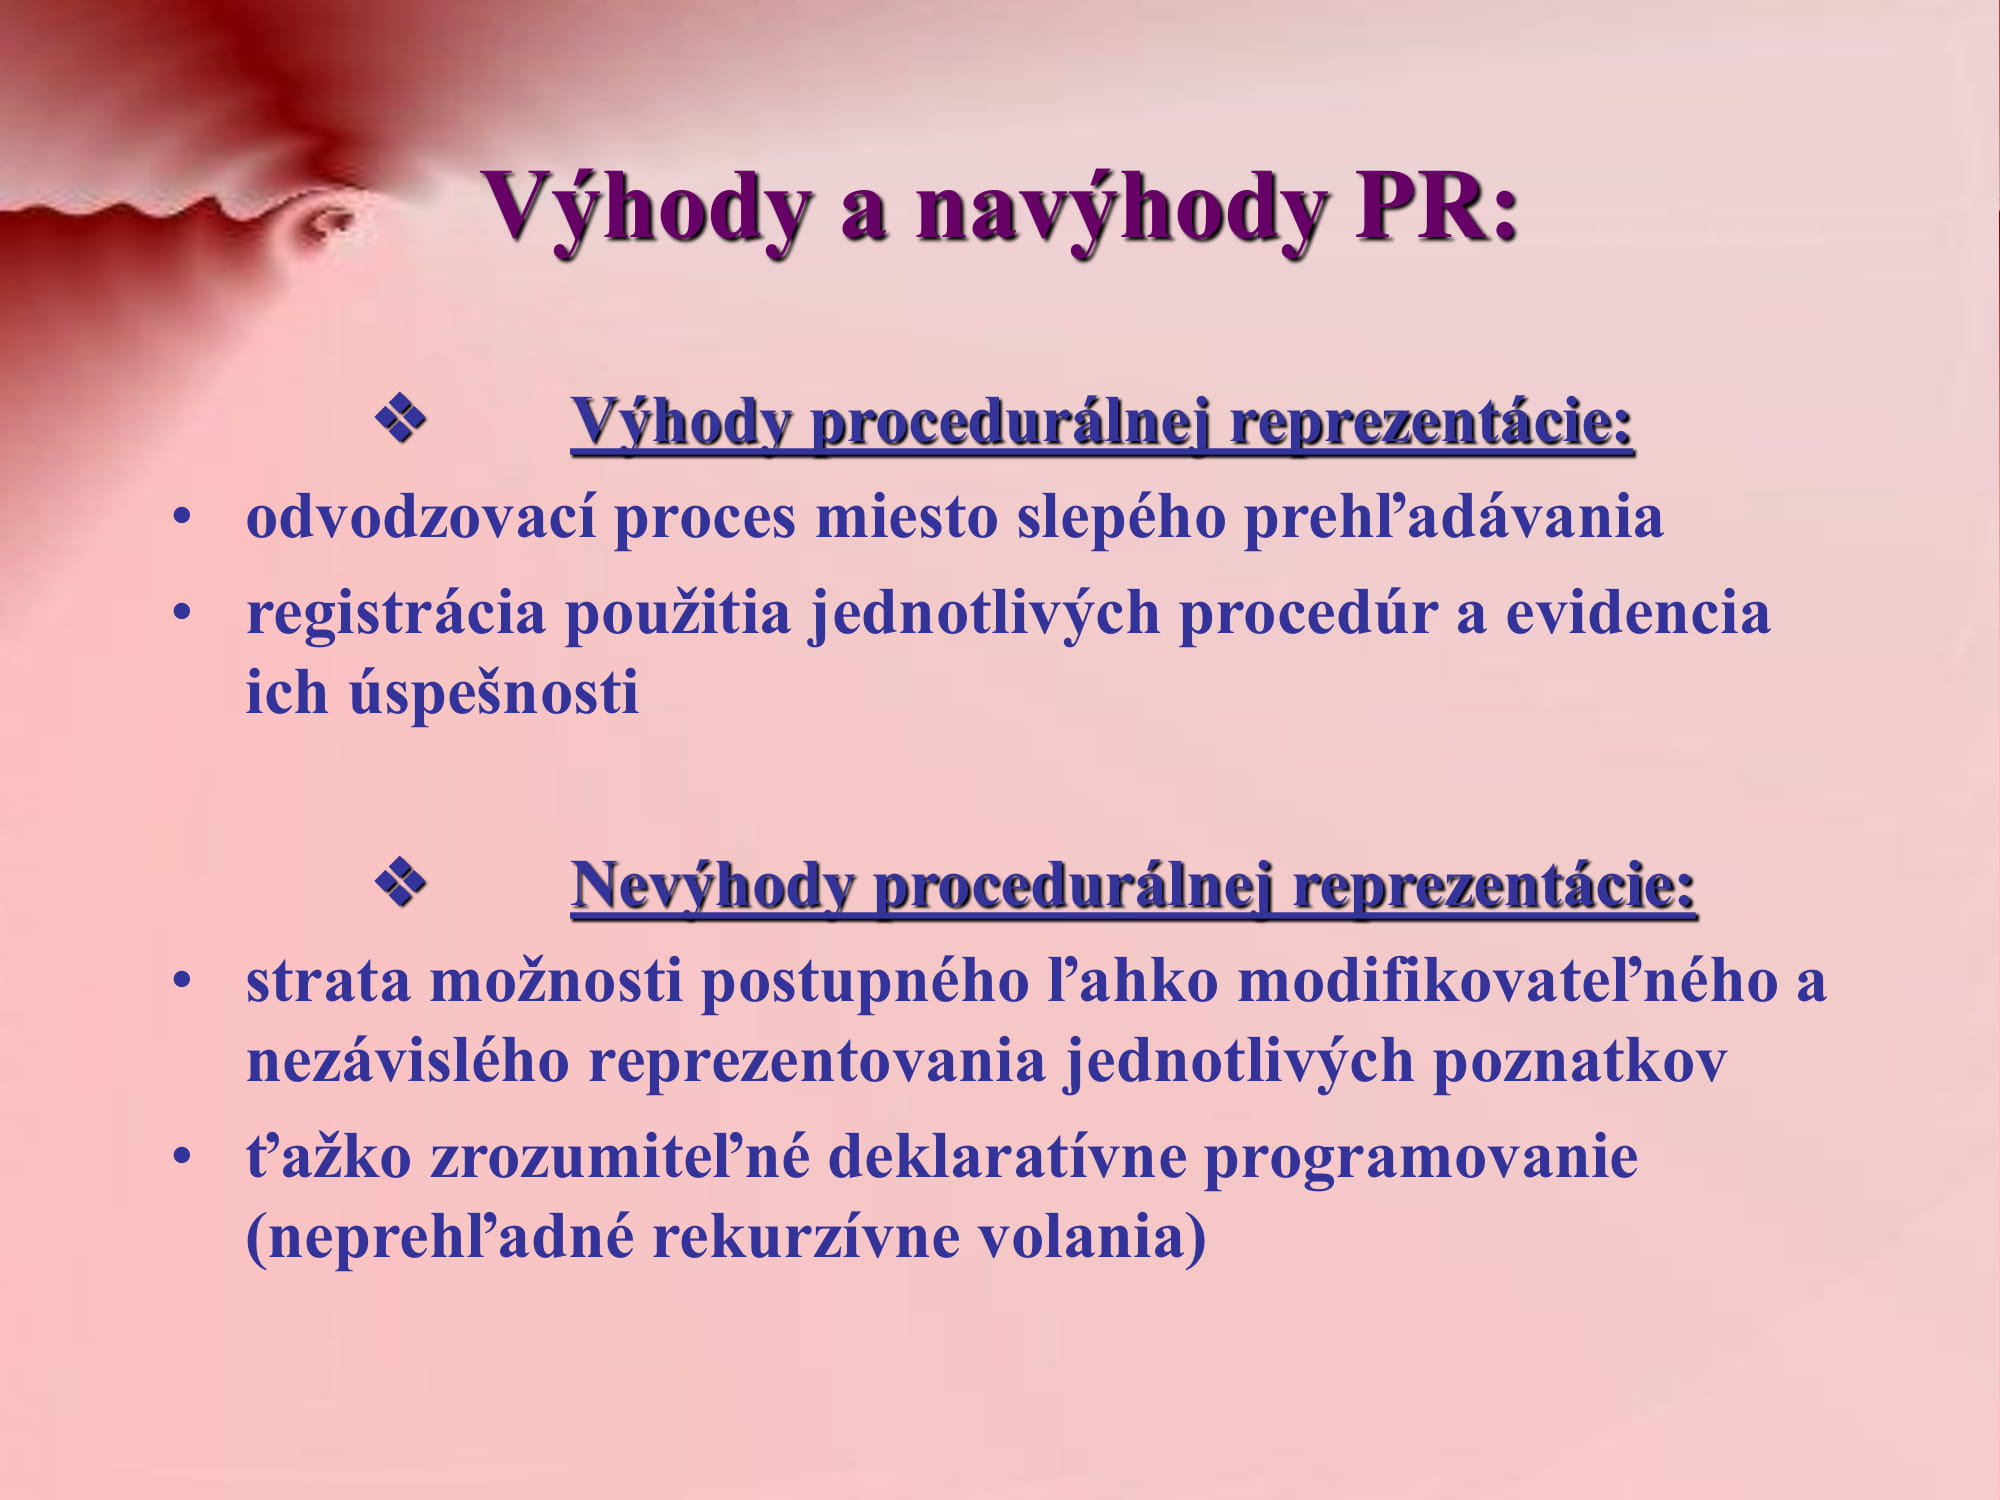 Výhody a navýhody PR:
❖ Výhody procedurálnej reprezentácie:
• odvodzovací proces miesto slepého prehľadávania
• registrácia použitia jednotlivých procedúr a evidencia
ich úspešnosti
❖ Nevýhody procedurálnej reprezentácie:
• strata možnosti postupného ľahko modifikovateľného a
nezávislého reprezentovania jednotlivých poznatkov
• ťažko zrozumiteľné deklaratívne programovanie
(neprehľadné rekurzívne volania)